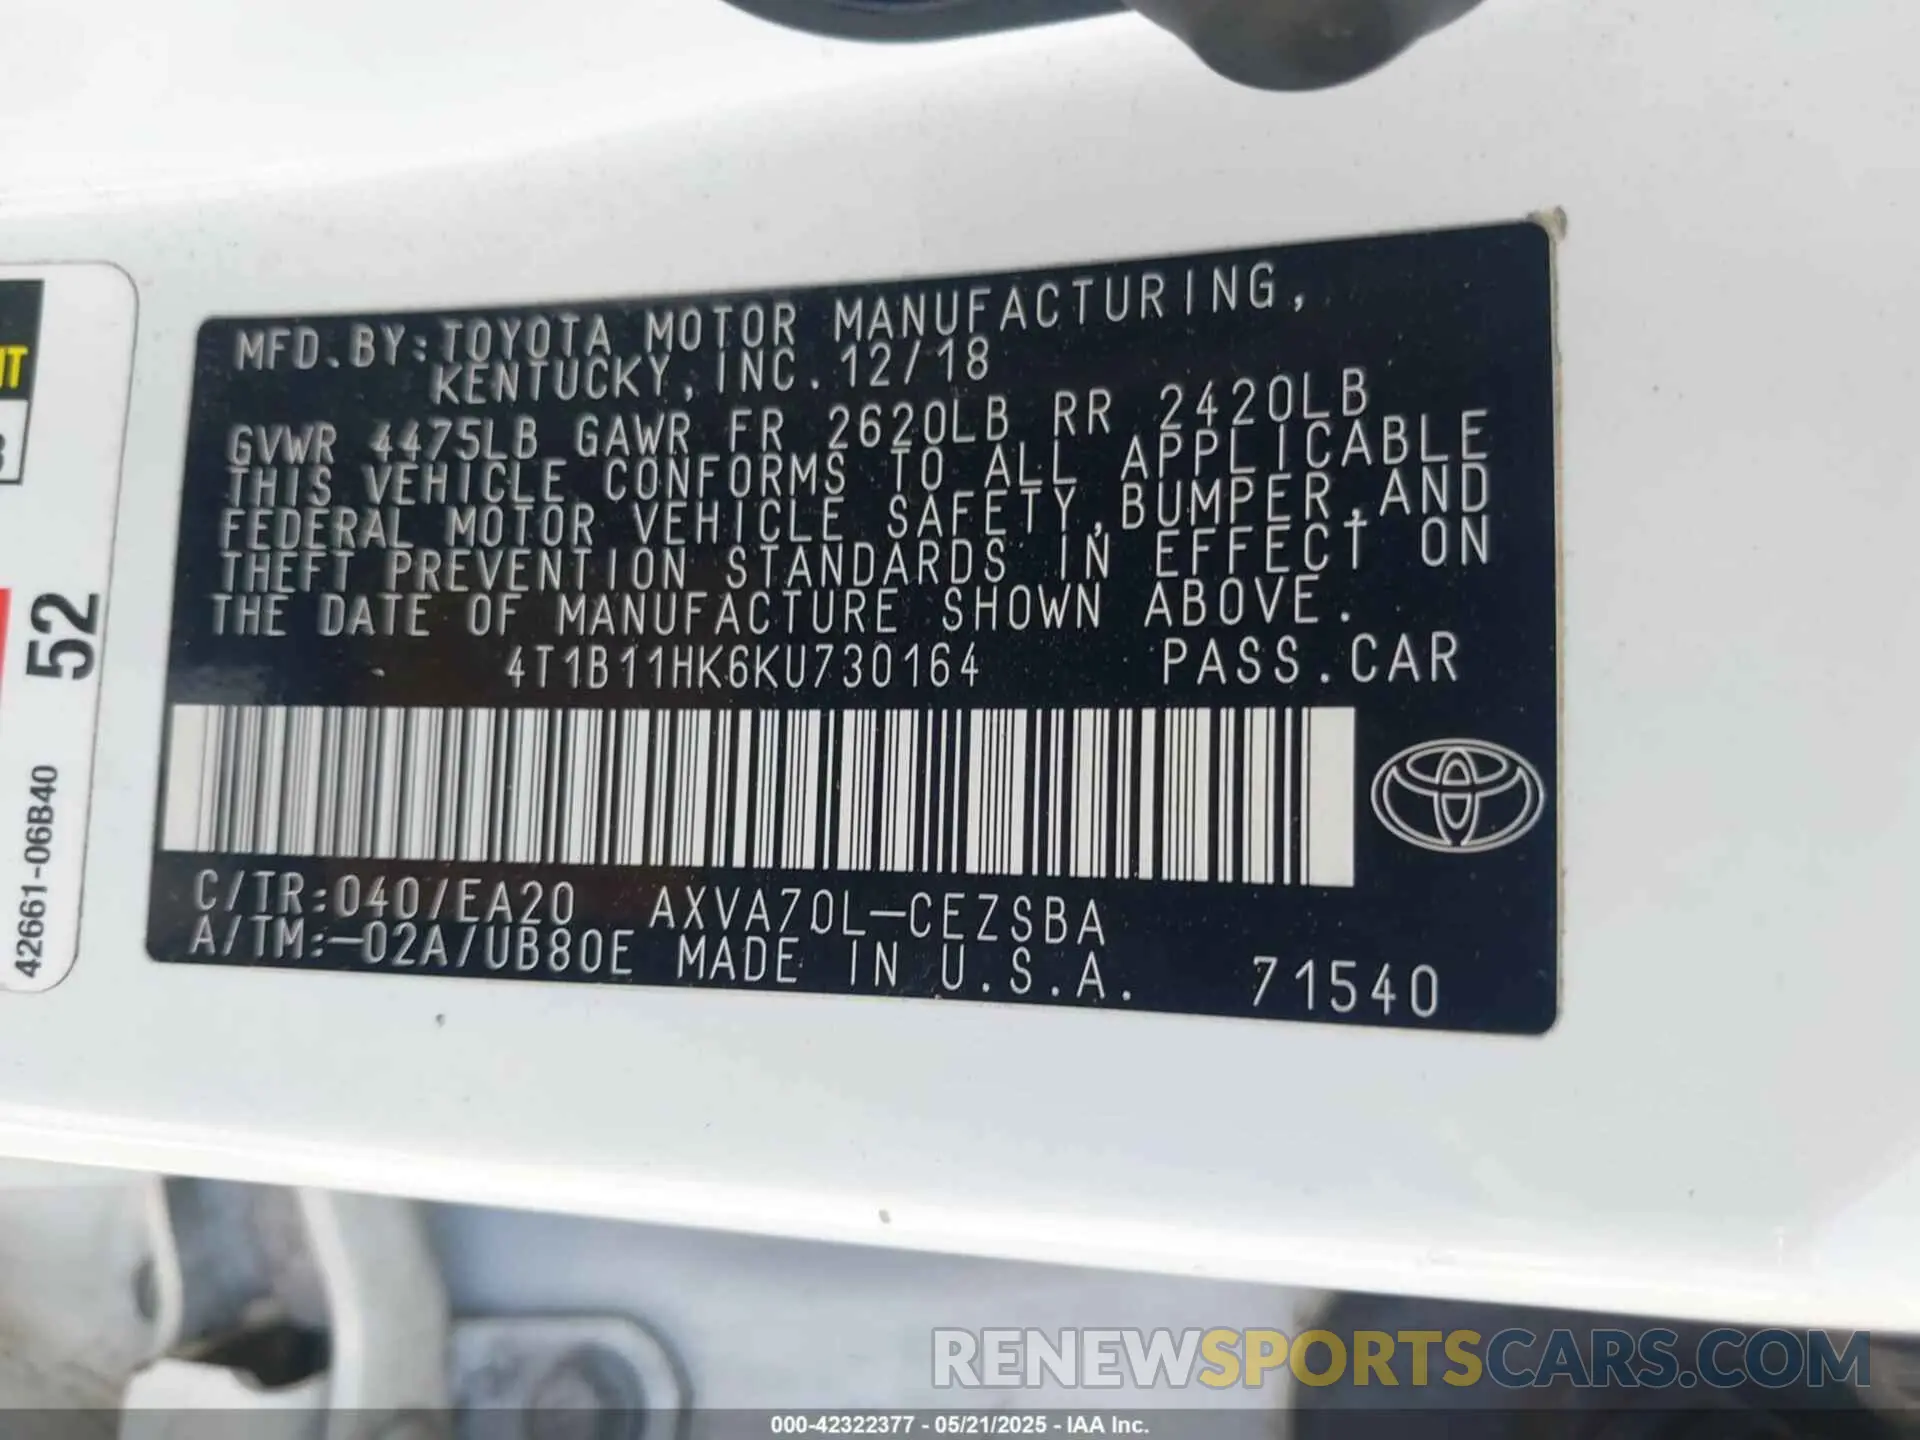 MFD.BY:TOYOTA MOTOR MANUFACTURING,
KENTUCKY, INC. 12/18
GVWR 4475LB GAWR FR 2620LB RR 2420LB
THIS VEHICLE CONFORMS TO ALL APPLICABLE
FEDERAL MOTOR VEHICLE SAFETY,BUMPER,AND
THEFT PREVENTION STANDARDS IN EFFECT ON
THE DATE OF MANUFACTURE SHOWN ABOVE.
4T1B11HK6KU730164 PASS.CAR
C/TR:040/EA20 AXVA70L-CEZSBA
A/TM:-02A/UB80E MADE IN U.S.A. 71540
52
42661-06B40
RENEWSPORTSCARS.COM
000-42322377 - 05/21/2025 - IAA Inc.